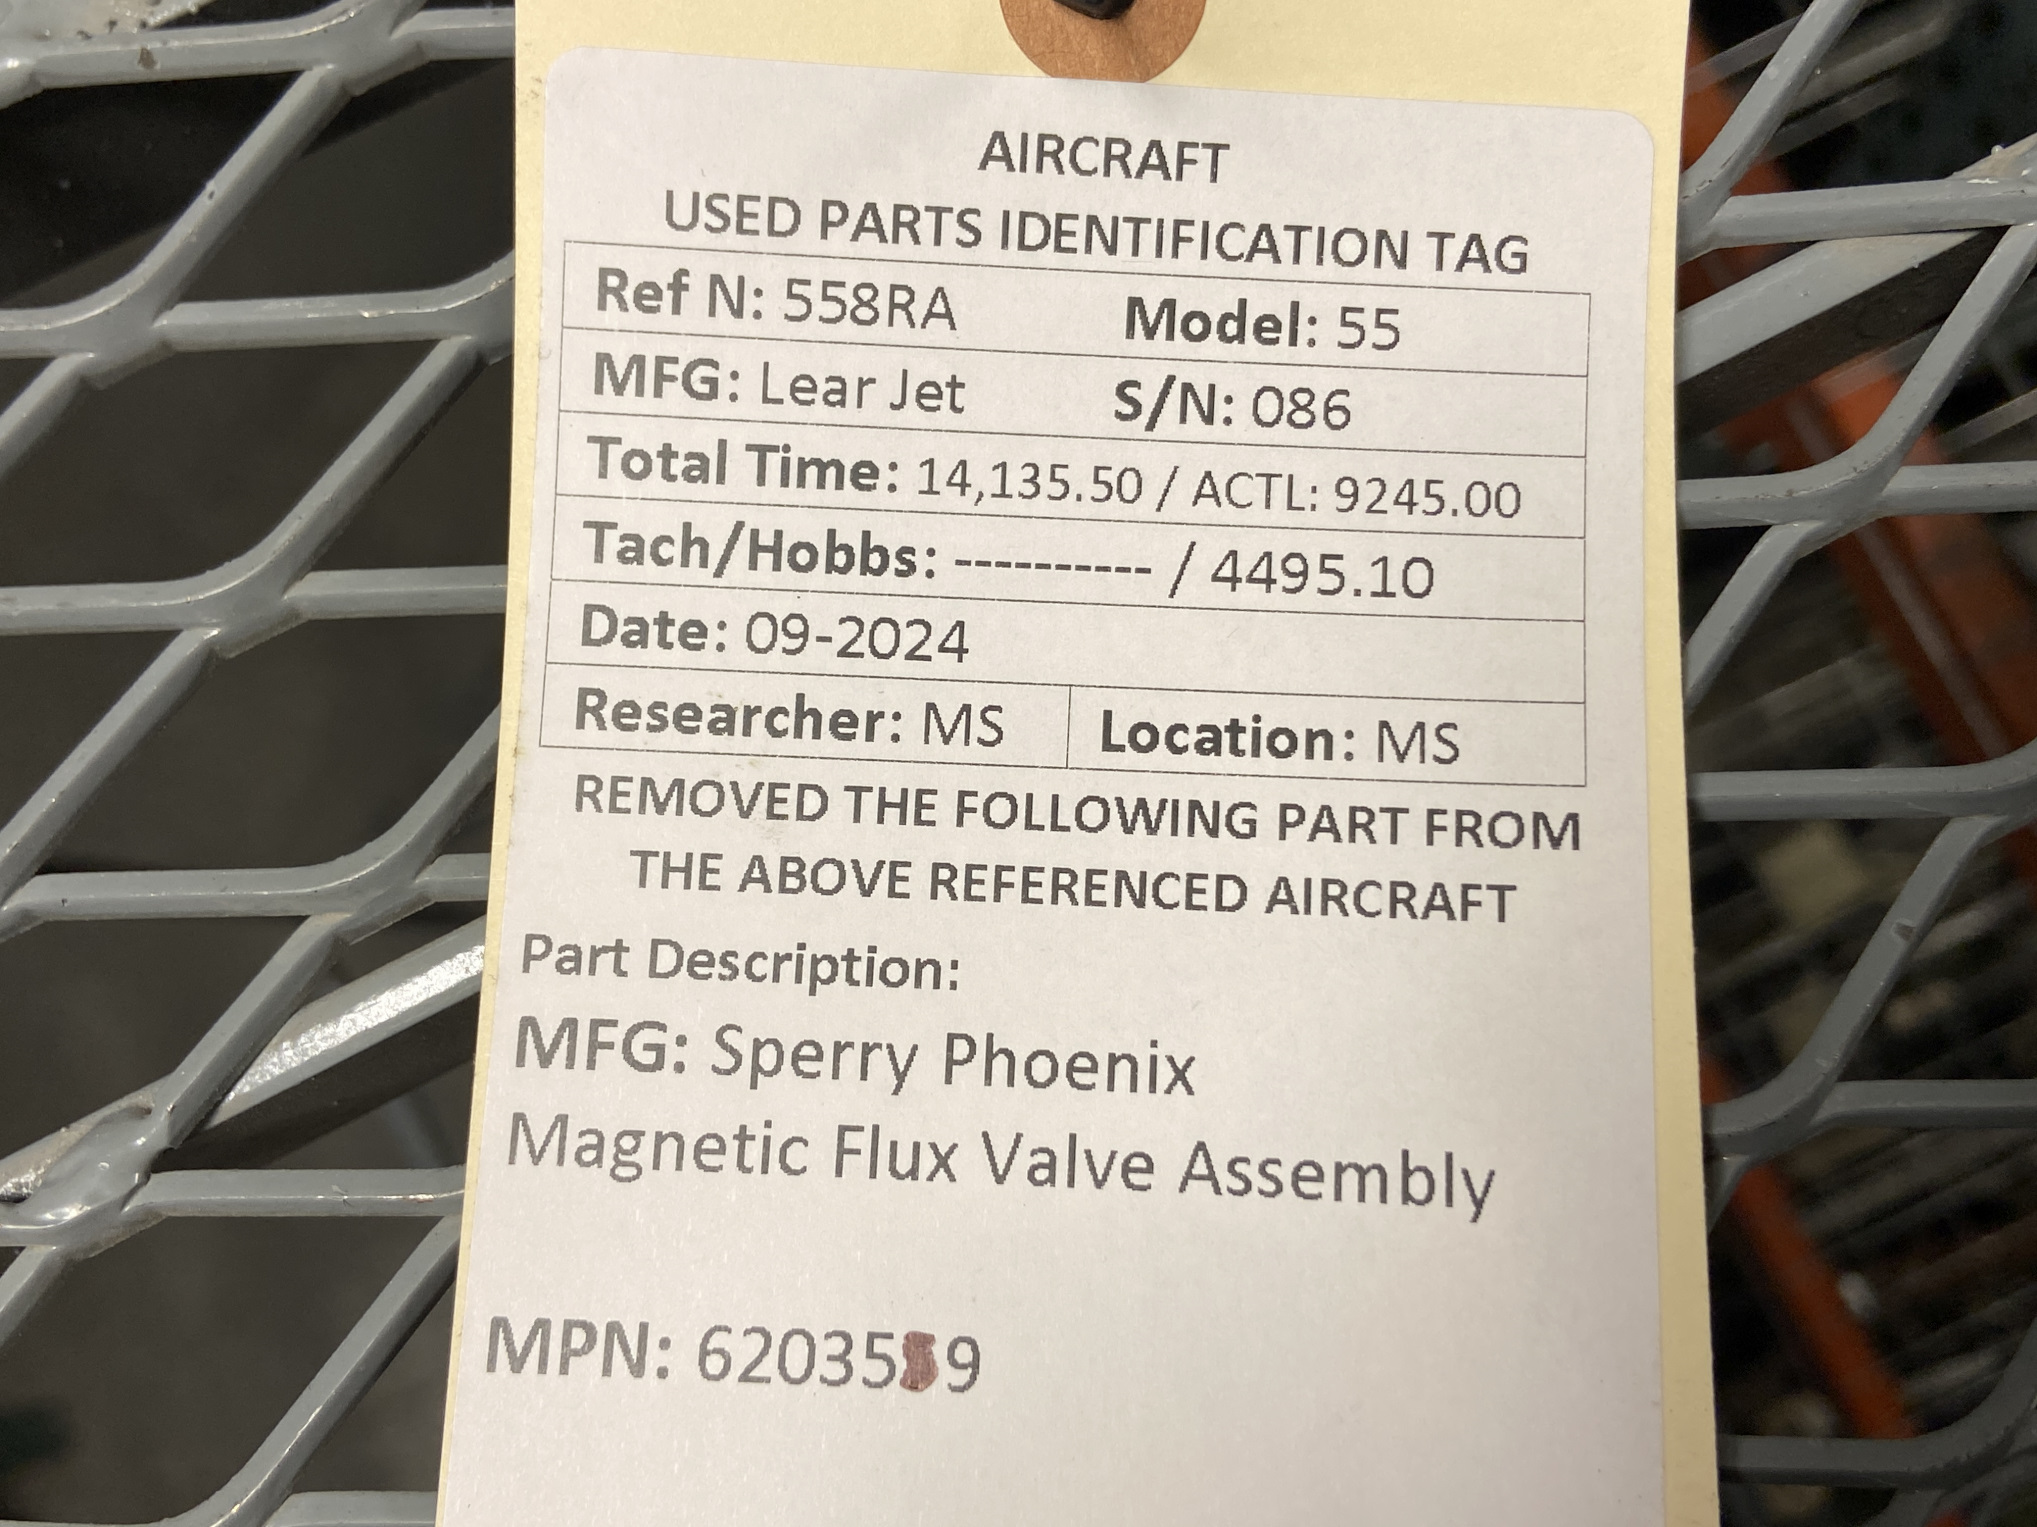 AIRCRAFT
USED PARTS IDENTIFICATION TAG
Ref N: 558RA Model: 55
MFG: Lear Jet S/N: 086
Total Time: 14,135.50 / ACTL: 9245.00
Tach/Hobbs: ---------- / 4495.10
Date: 09-2024
Researcher: MS Location: MS
REMOVED THE FOLLOWING PART FROM
THE ABOVE REFERENCED AIRCRAFT
Part Description:
MFG: Sperry Phoenix
Magnetic Flux Valve Assembly
MPN: